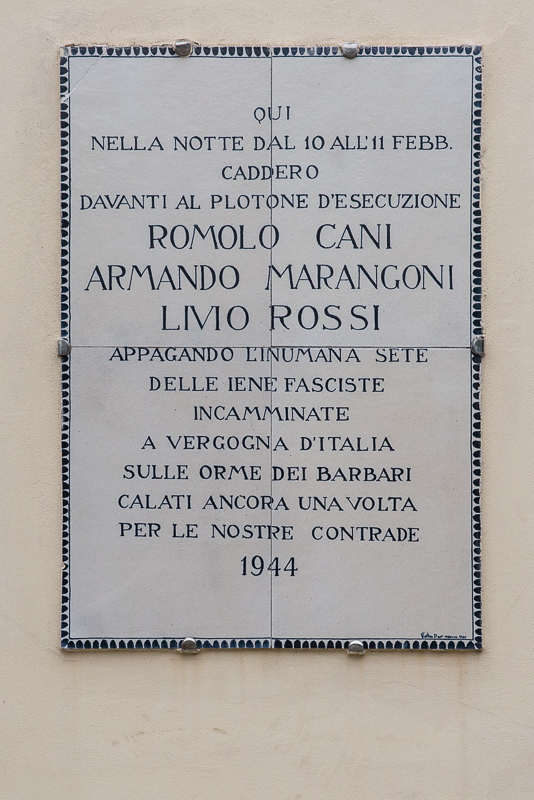 QUI
NELLA NOTTE DAL 10 ALL'11 FEBB.
CADDERO
DAVANTI AL PLOTONE D'ESECUZIONE
ROMOLO CANI
ARMANDO MARANGONI
LIVIO ROSSI
APPAGANDO L'INUMANA SETE
DELLE IENE FASCISTE
INCAMMINATE
A VERGOGNA D'ITALIA
SULLE ORME DEI BARBARI
CALATI ANCORA UNA VOLTA
PER LE NOSTRE CONTRADE
1944